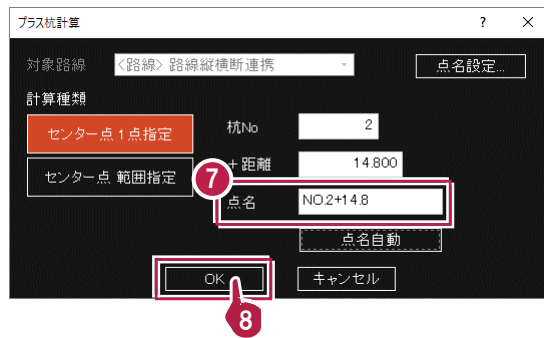 プラス杭計算 ? ×
対象路線 <路線> 路線縦横断連携 点名設定...
計算種類
センター点 1 点指定 杭No 2
センター点 範囲指定 + 距離 14.800
7 点名 NO.2+14.8
点名自動
OK キャンセル
8